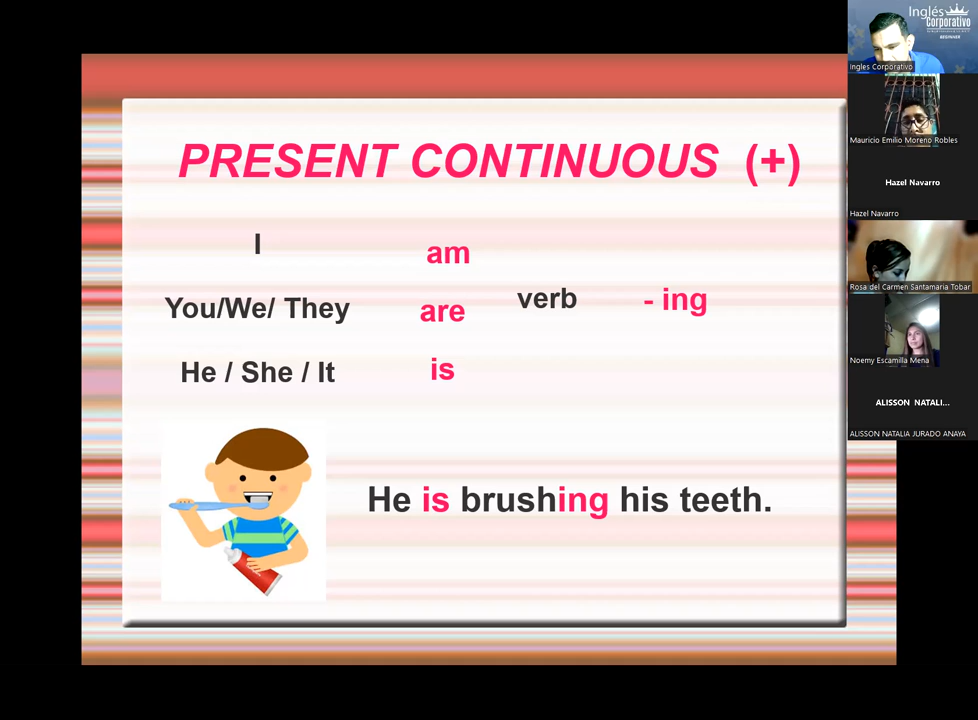 PRESENT CONTINUOUS (+)
I am
You/We/ They are verb - ing
He / She / It is
He is brushing his teeth.
Inglés
Corporativo
BEGINNER
Ingles Corporativo
Mauricio Emilio Moreno Robles
Hazel Navarro
Hazel Navarro
Rosa del Carmen Santamaria Tobar
Noemy Escamilla Mena
ALISSON NATALI...
ALISSON NATALIA JURADO ANAYA